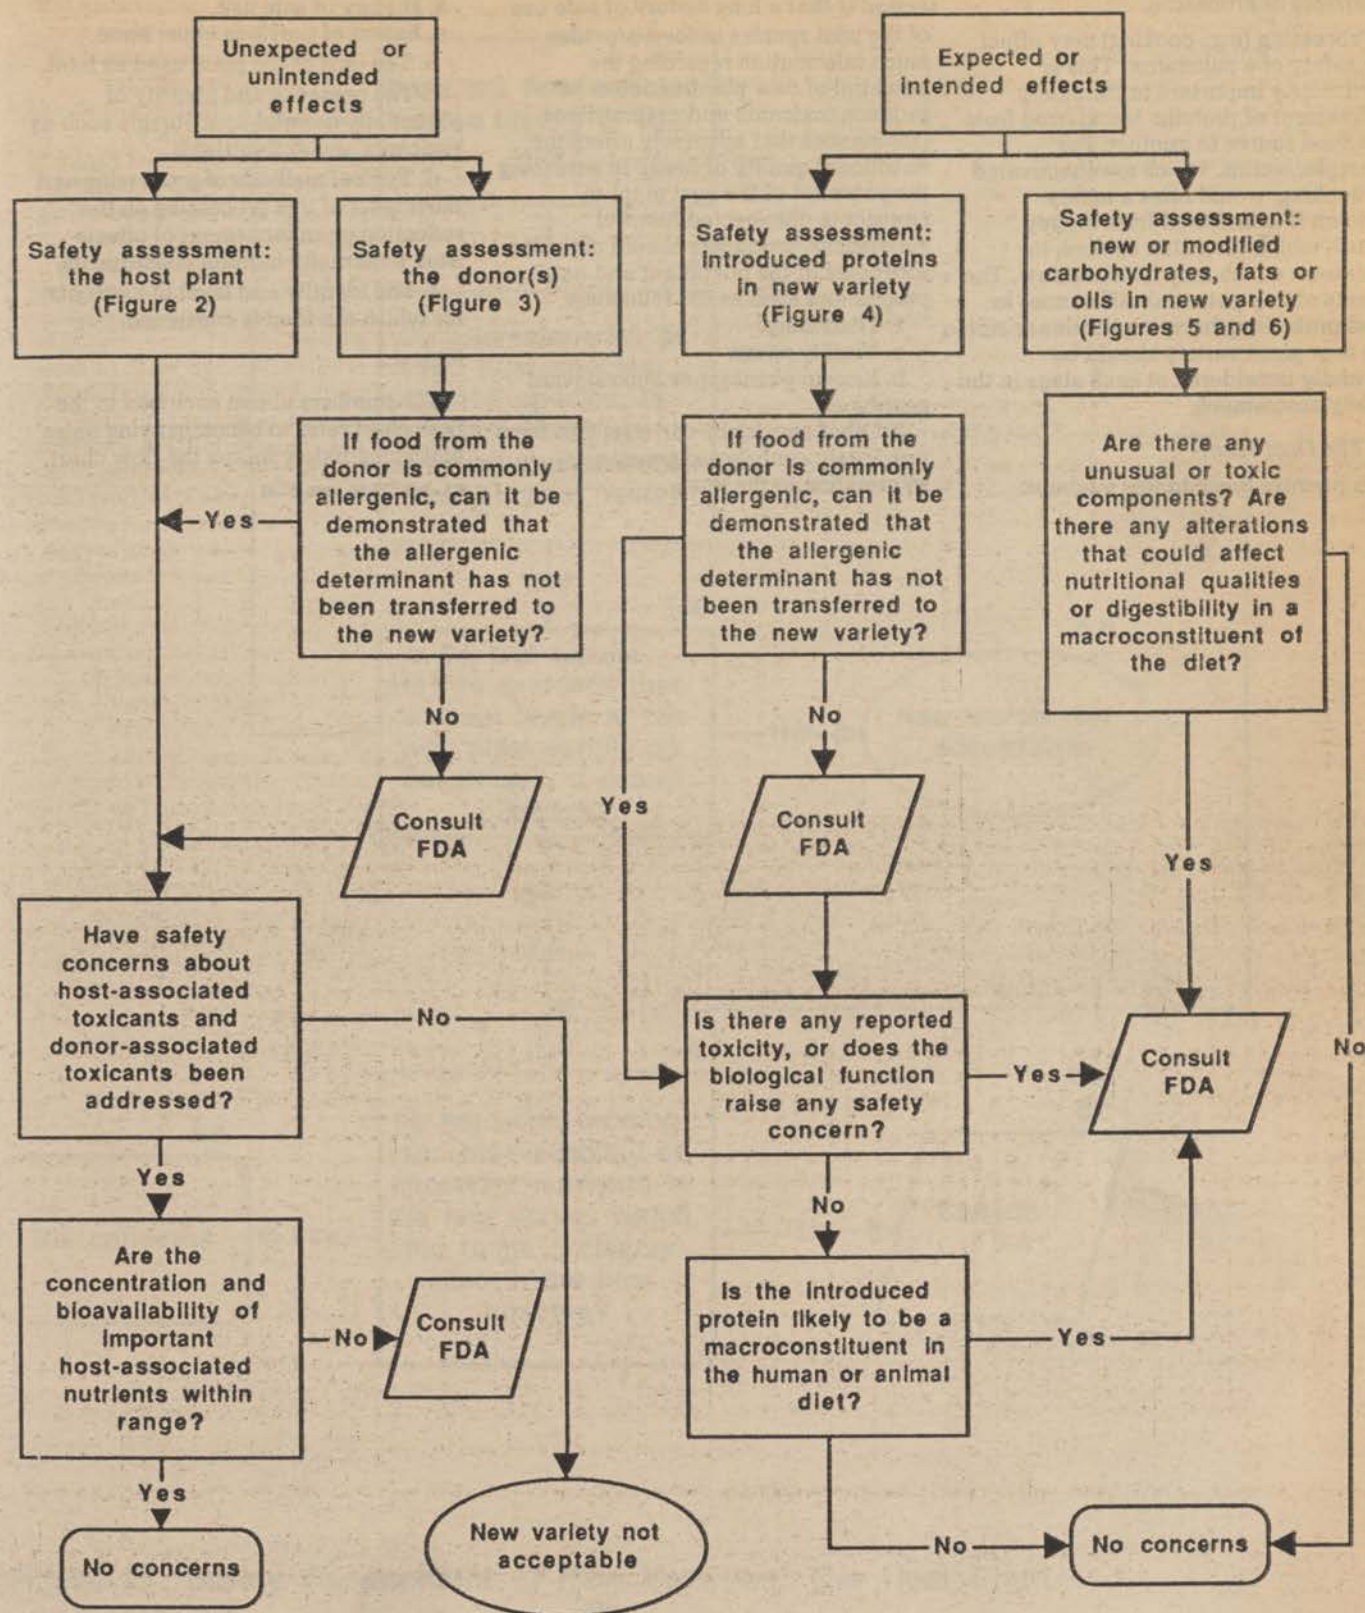 Unexpected or
unintended
effects
Expected or
intended effects
Safety assessment:
the host plant
(Figure 2)
Safety assessment:
the donor(s)
(Figure 3)
Safety assessment:
introduced proteins
in new variety
(Figure 4)
Safety assessment:
new or modified
carbohydrates, fats or
oils in new variety
(Figures 5 and 6)
Yes
If food from the
donor is commonly
allergenic, can it be
demonstrated that
the allergenic
determinant has not
been transferred to
the new variety?
If food from the
donor is commonly
allergenic, can it be
demonstrated that
the allergenic
determinant has not
been transferred to
the new variety?
Are there any
unusual or toxic
components? Are
there any alterations
that could affect
nutritional qualities
or digestibility in a
macroconstituent of
the diet?
No
No
Consult
FDA
Yes
Consult
FDA
Yes
Have safety
concerns about
host-associated
toxicants and
donor-associated
toxicants been
addressed?
No
Is there any reported
toxicity, or does the
biological function
raise any safety
concern?
Yes
Consult
FDA
No
Yes
No
Are the
concentration and
bioavailability of
important
host-associated
nutrients within
range?
No
Consult
FDA
Is the introduced
protein likely to be a
macroconstituent in
the human or animal
diet?
Yes
Yes
No concerns
New variety not
acceptable
No
No concerns